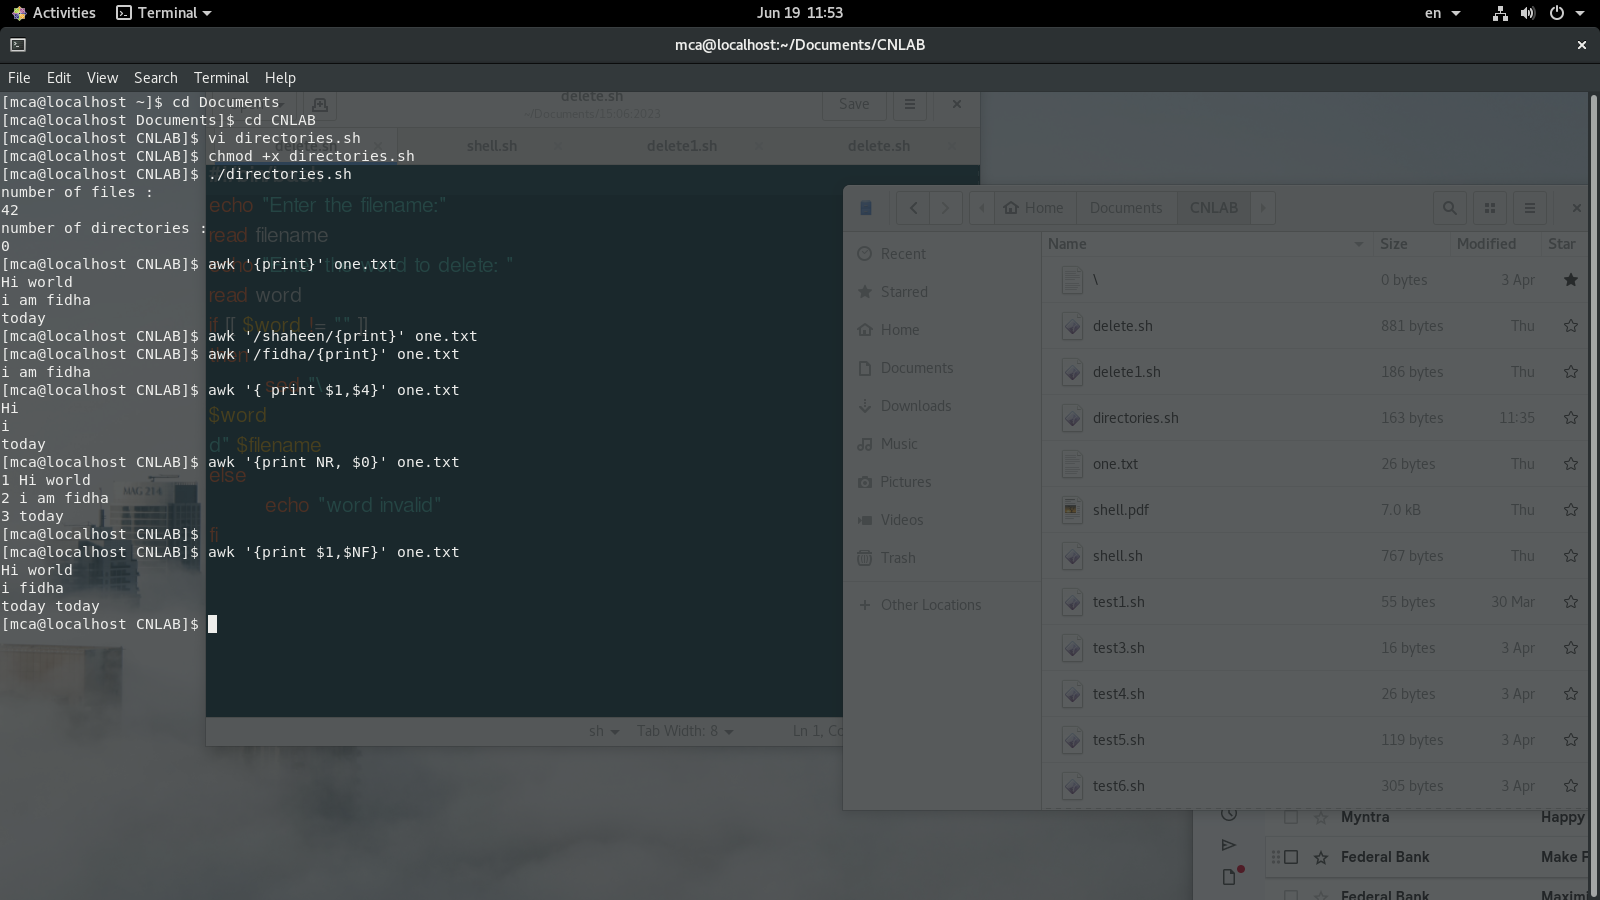 Activities Terminal Jun 19 11:53 en
mca@localhost:~/Documents/CNLAB
File Edit View Search Terminal Help
[mca@localhost ~]$ cd Documents
[mca@localhost Documents]$ cd CNLAB
[mca@localhost CNLAB]$ vi directories.sh
[mca@localhost CNLAB]$ chmod +x directories.sh
[mca@localhost CNLAB]$ ./directories.sh
number of files :
42
number of directories :
0
[mca@localhost CNLAB]$ awk '{print}' one.txt
Hi world
i am fidha
today
[mca@localhost CNLAB]$ awk '/shaheen/{print}' one.txt
[mca@localhost CNLAB]$ awk '/fidha/{print}' one.txt
i am fidha
[mca@localhost CNLAB]$ awk '{ print $1,$4}' one.txt
Hi
i
today
[mca@localhost CNLAB]$ awk '{print NR, $0}' one.txt
1 Hi world
2 i am fidha
3 today
[mca@localhost CNLAB]$
[mca@localhost CNLAB]$ awk '{print $1,$NF}' one.txt
Hi world
i fidha
today today
[mca@localhost CNLAB]$
delete.sh
~/Documents/15:06:2023
Save
delete.sh shell.sh delete1.sh delete.sh
echo "Enter the filename:"
read filename
echo "Enter the word to delete: "
read word
if [[ $word != "" ]]
then
sed "\
$word
d" $filename
else
echo "word invalid"
fi
sh Tab Width: 8 Ln 1,
Home Documents CNLAB
Recent
Starred
Home
Documents
Downloads
Music
Pictures
Videos
Trash
Other Locations
Name Size Modified Star
\ 0 bytes 3 Apr
delete.sh 881 bytes Thu
delete1.sh 186 bytes Thu
directories.sh 163 bytes 11:35
one.txt 26 bytes Thu
shell.pdf 7.0 kB Thu
shell.sh 767 bytes Thu
test1.sh 55 bytes 30 Mar
test3.sh 16 bytes 3 Apr
test4.sh 26 bytes 3 Apr
test5.sh 119 bytes 3 Apr
test6.sh 305 bytes 3 Apr
Myntra Happy
Federal Bank Make F
Federal Bank Maximi
MAG 214